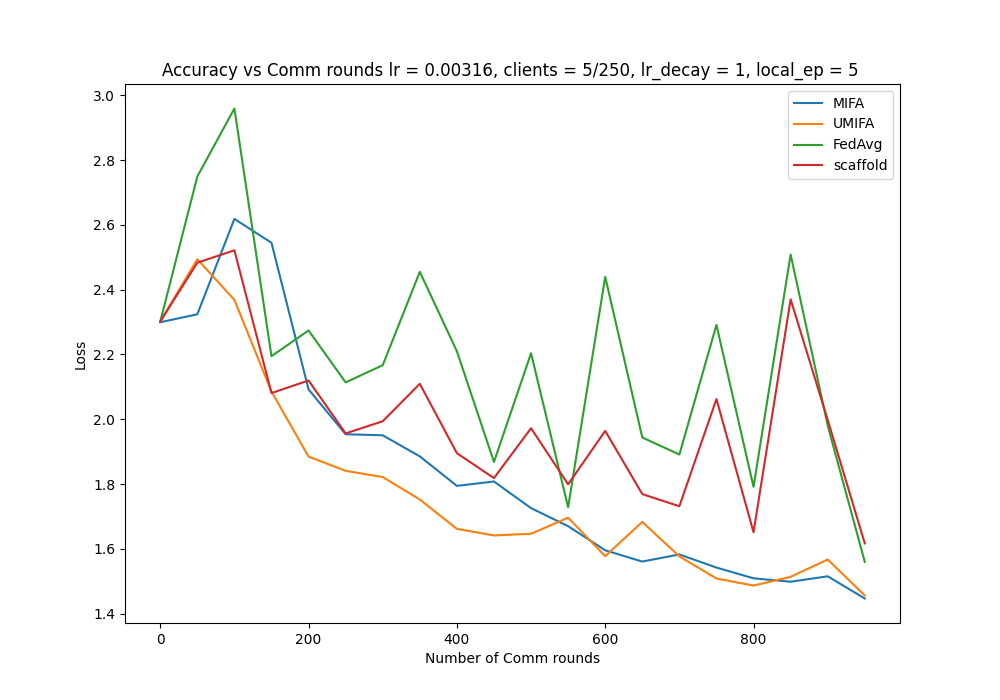 Accuracy vs Comm rounds lr = 0.00316, clients = 5/250, lr_decay = 1, local_ep = 5
MIFA
UMIFA
FedAvg
scaffold
3.0
2.8
2.6
2.4
2.2
2.0
1.8
1.6
1.4
Loss
0 200 400 600 800
Number of Comm rounds